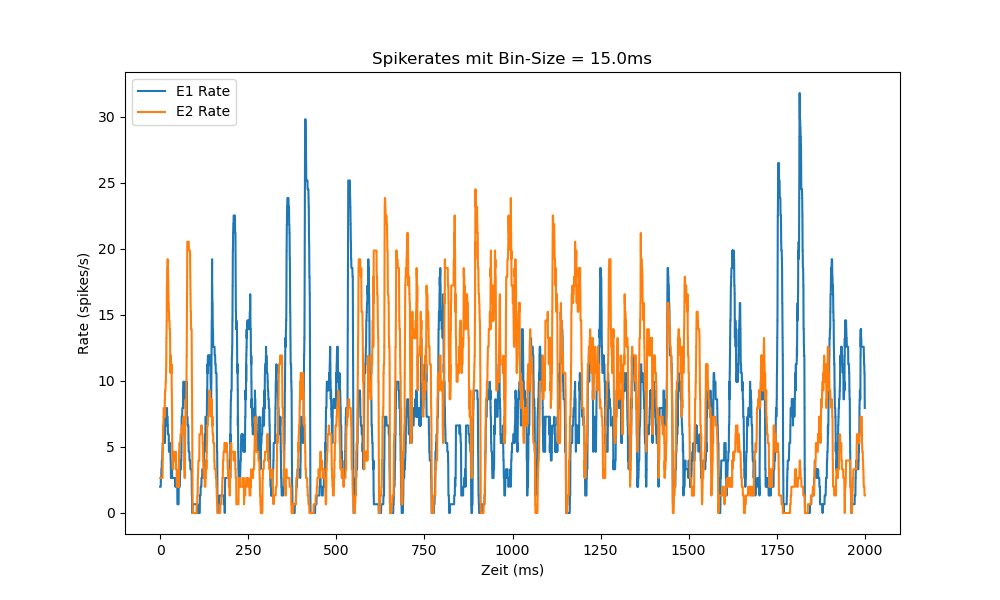 Spikerates mit Bin-Size = 15.0ms
E1 Rate
E2 Rate
Rate (spikes/s)
30
25
20
15
10
5
0
0 250 500 750 1000 1250 1500 1750 2000
Zeit (ms)